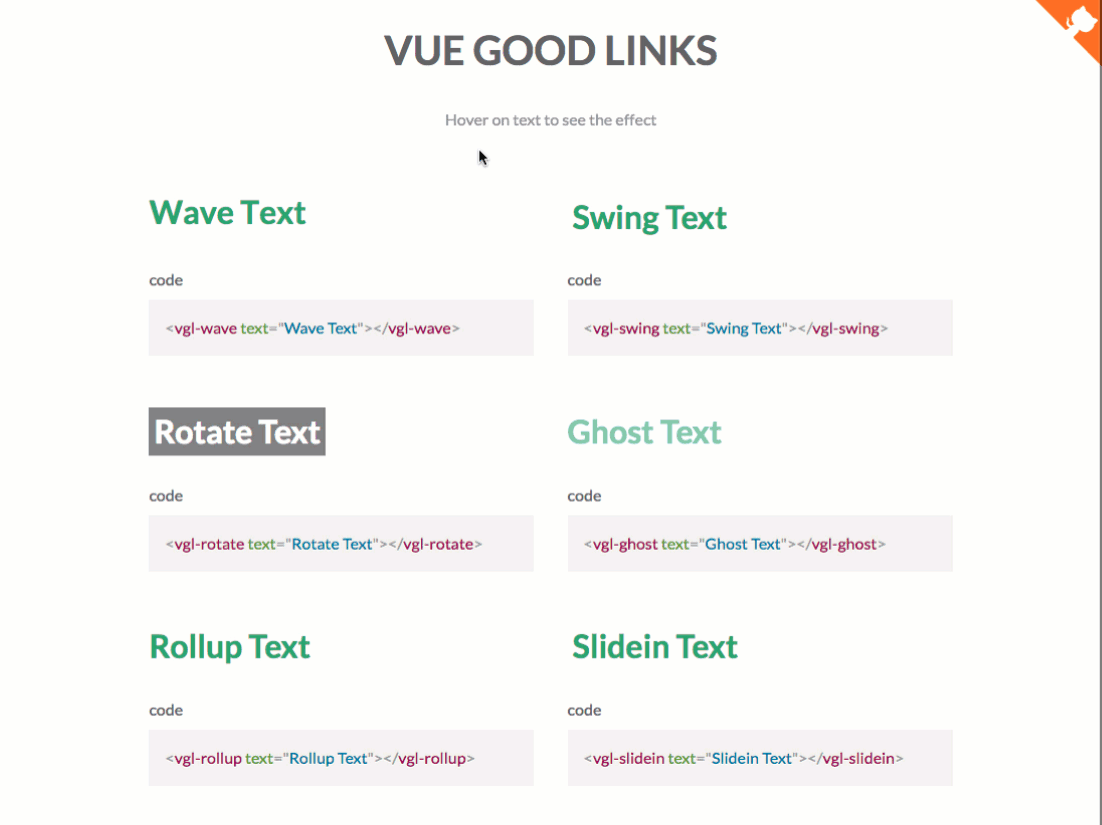 VUE GOOD LINKS
Hover on text to see the effect
Wave Text
code
<vgl-wave text="Wave Text"></vgl-wave>
Swing Text
code
<vgl-swing text="Swing Text"></vgl-swing>
Rotate Text
code
<vgl-rotate text="Rotate Text"></vgl-rotate>
Ghost Text
code
<vgl-ghost text="Ghost Text"></vgl-ghost>
Rollup Text
code
<vgl-rollup text="Rollup Text"></vgl-rollup>
Slidein Text
code
<vgl-slidein text="Slidein Text"></vgl-slidein>